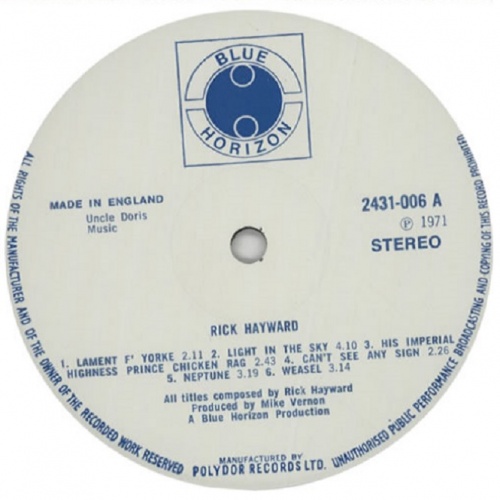 BLUE
HORIZON
MADE IN ENGLAND
Uncle Doris
Music
2431-006 A
Ⓟ 1971
STEREO
RICK HAYWARD
1. LAMENT F' YORKE 2.11 2. LIGHT IN THE SKY 4.10 3. HIS IMPERIAL
HIGHNESS PRINCE CHICKEN RAG 2.43 4. CAN'T SEE ANY SIGN 2.26
5. NEPTUNE 3.19 6. WEASEL 3.14
All titles composed by Rick Hayward
Produced by Mike Vernon
A Blue Horizon Production
MANUFACTURED BY
POLYDOR RECORDS LTD.
ALL RIGHTS OF THE MANUFACTURER AND OF THE OWNER OF THE RECORDED WORK RESERVED
UNAUTHORISED PUBLIC PERFORMANCE BROADCASTING AND COPYING OF THIS RECORD PROHIBITED